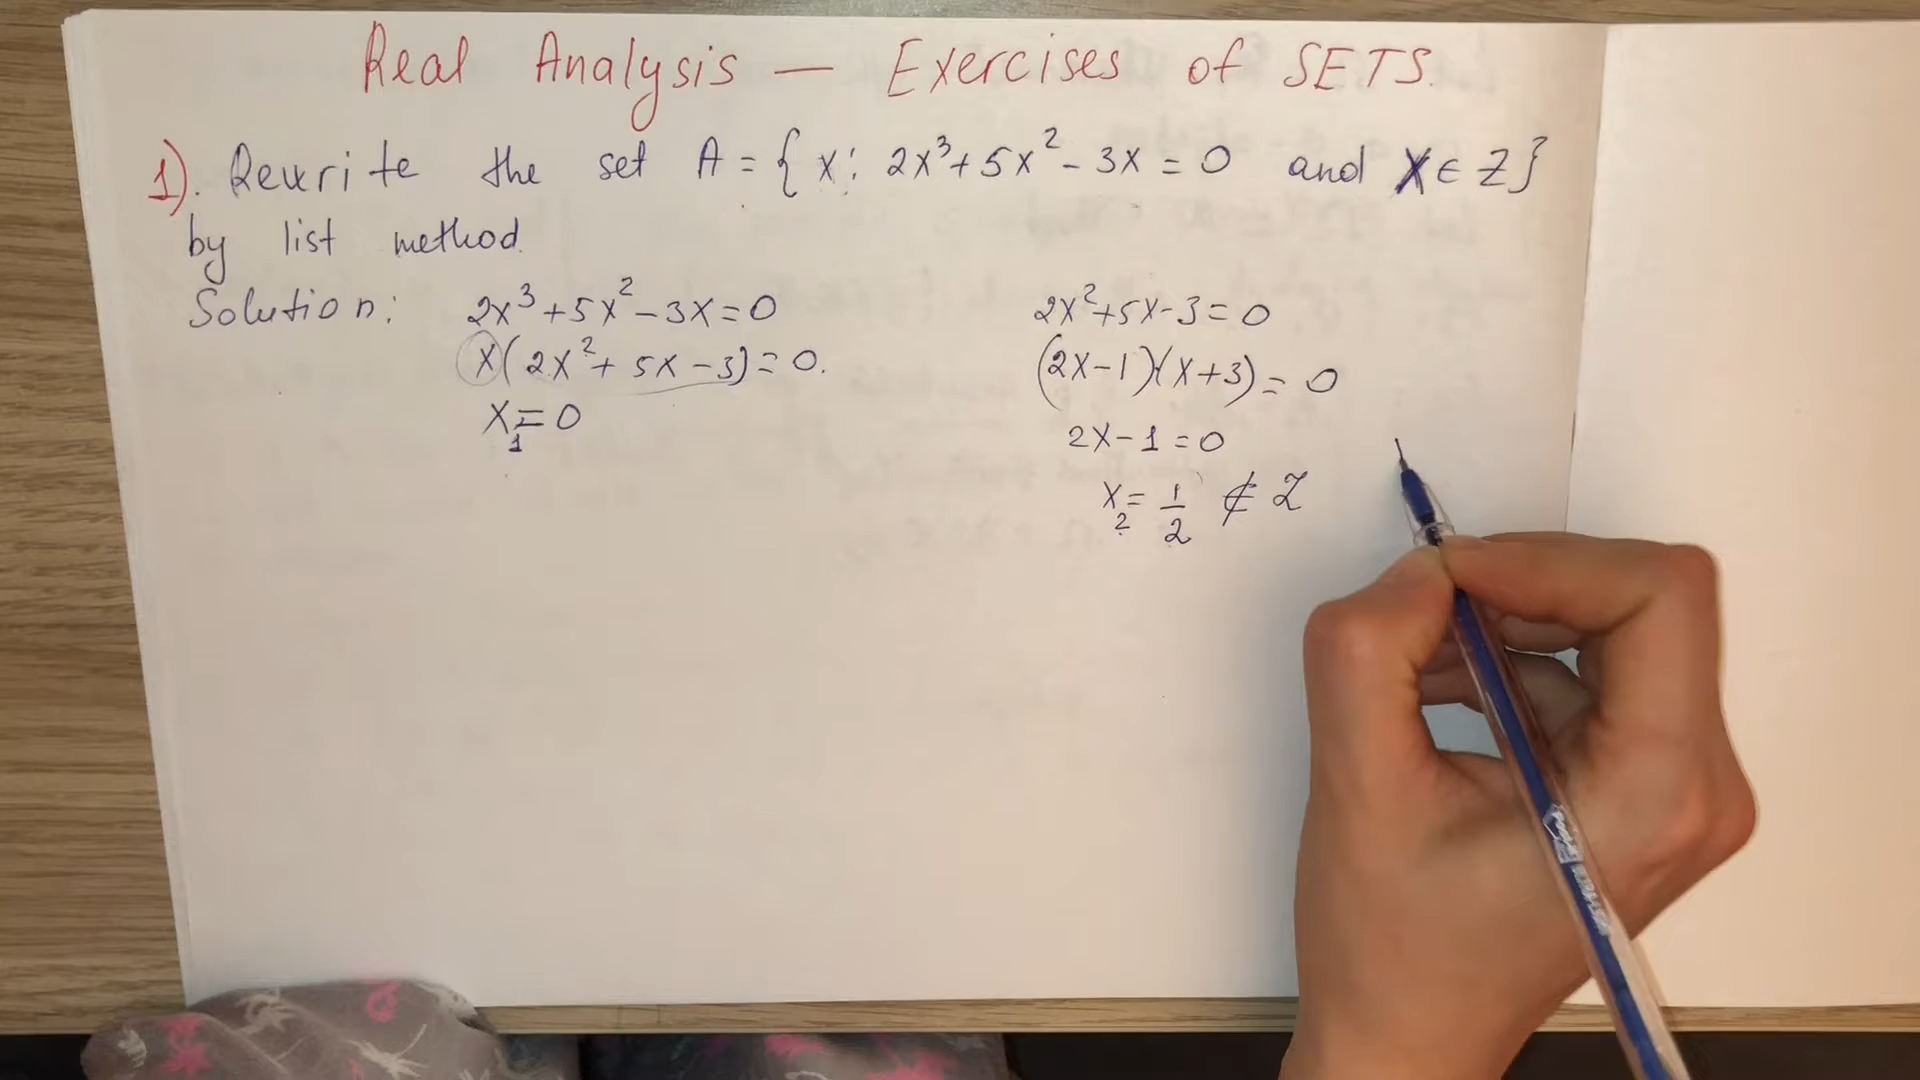 Real Analysis — Exercises of SETS.
1). Rewrite the set A = { x : 2x³ + 5x² - 3x = 0 and x ∈ Z }
by list method.
Solution: 2x³ + 5x² - 3x = 0
x(2x² + 5x - 3) = 0.
x₁ = 0
2x² + 5x - 3 = 0
(2x - 1)(x + 3) = 0
2x - 1 = 0
x₂ = 1/2 ∉ Z